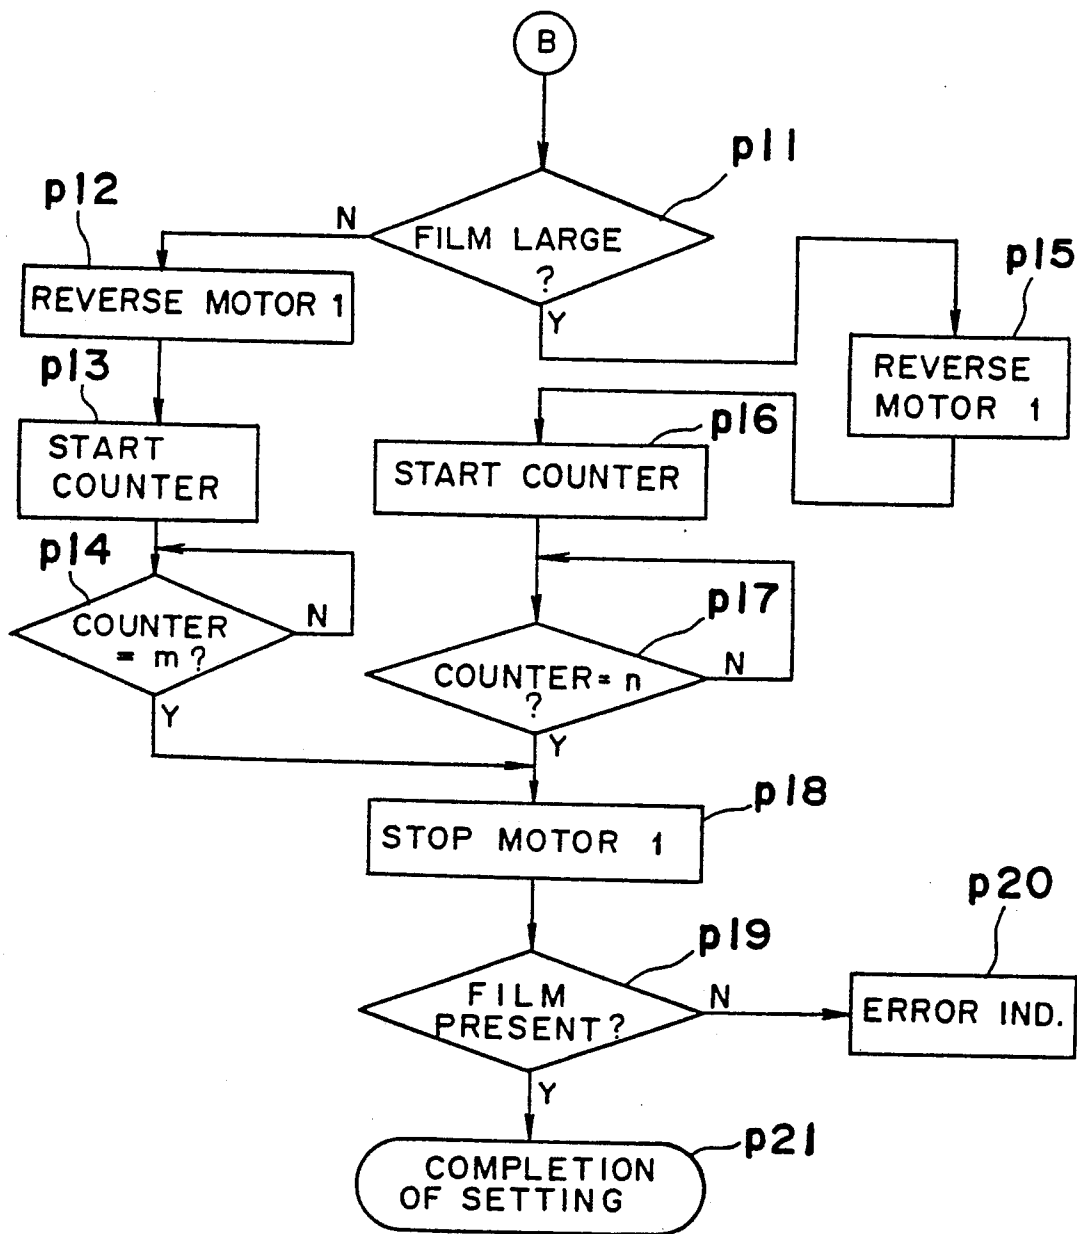 B
p11
FILM LARGE
?
N
Y
p12
REVERSE MOTOR 1
p15
REVERSE
MOTOR 1
p13
START
COUNTER
p16
START COUNTER
p14
COUNTER
= m?
N
Y
p17
COUNTER= n
?
N
Y
p18
STOP MOTOR 1
p19
FILM
PRESENT?
N
Y
p20
ERROR IND.
p21
COMPLETION
OF SETTING